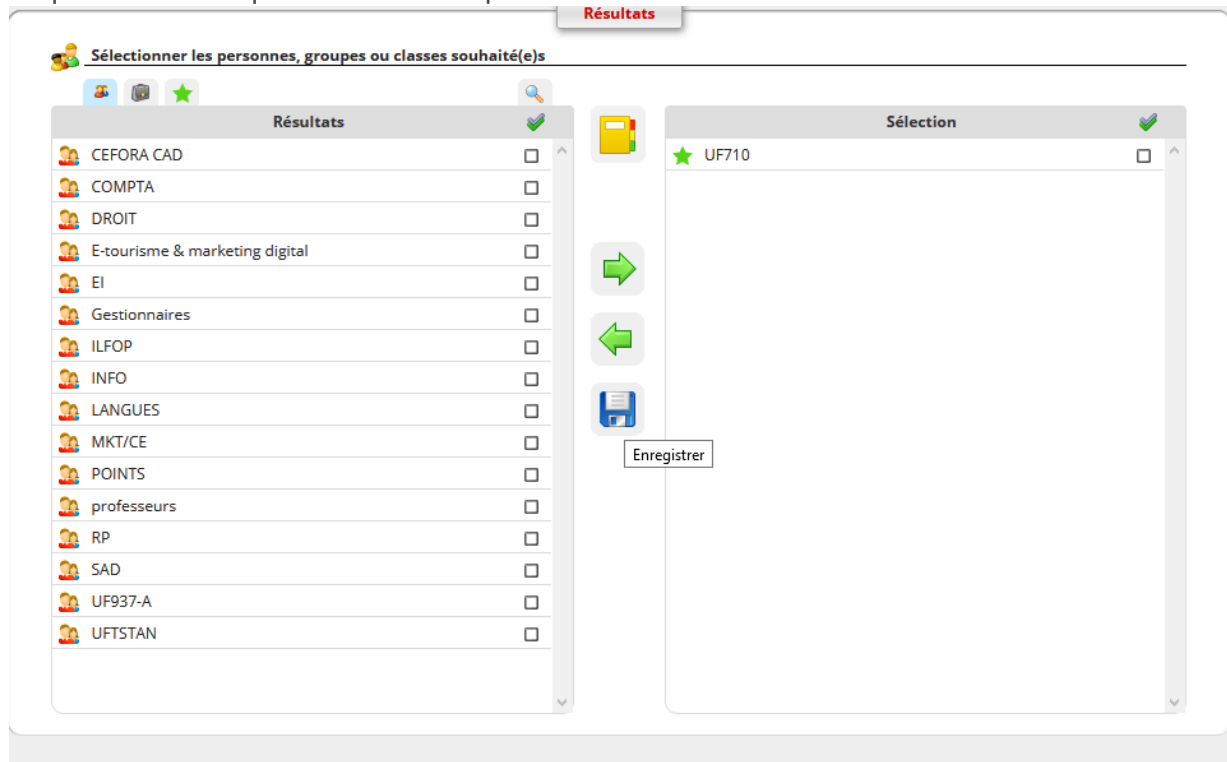 Résultats
Sélectionner les personnes, groupes ou classes souhaité(e)s
Résultats
CEFORA CAD
COMPTA
DROIT
E-tourisme & marketing digital
EI
Gestionnaires
ILFOP
INFO
LANGUES
MKT/CE
POINTS
professeurs
RP
SAD
UF937-A
UFTSTAN
Enregistrer
Sélection
UF710